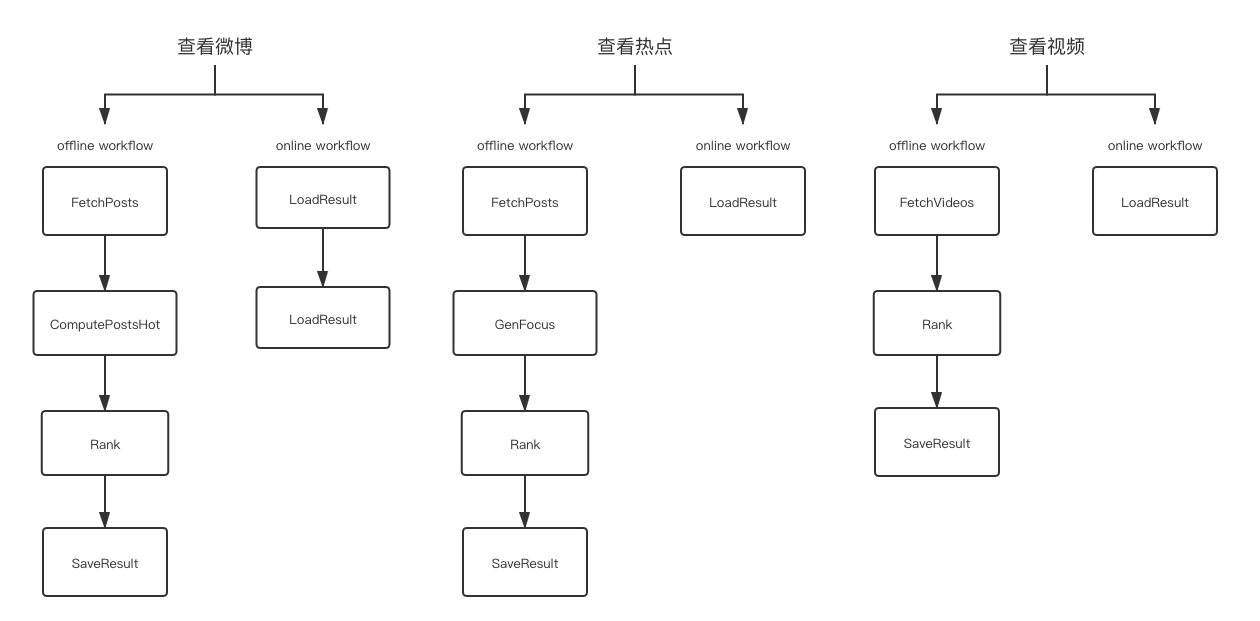 查看微博
offline workflow
FetchPosts
ComputePostsHot
Rank
SaveResult
online workflow
LoadResult
LoadResult
查看热点
offline workflow
FetchPosts
GenFocus
Rank
SaveResult
online workflow
LoadResult
查看视频
offline workflow
FetchVideos
Rank
SaveResult
online workflow
LoadResult